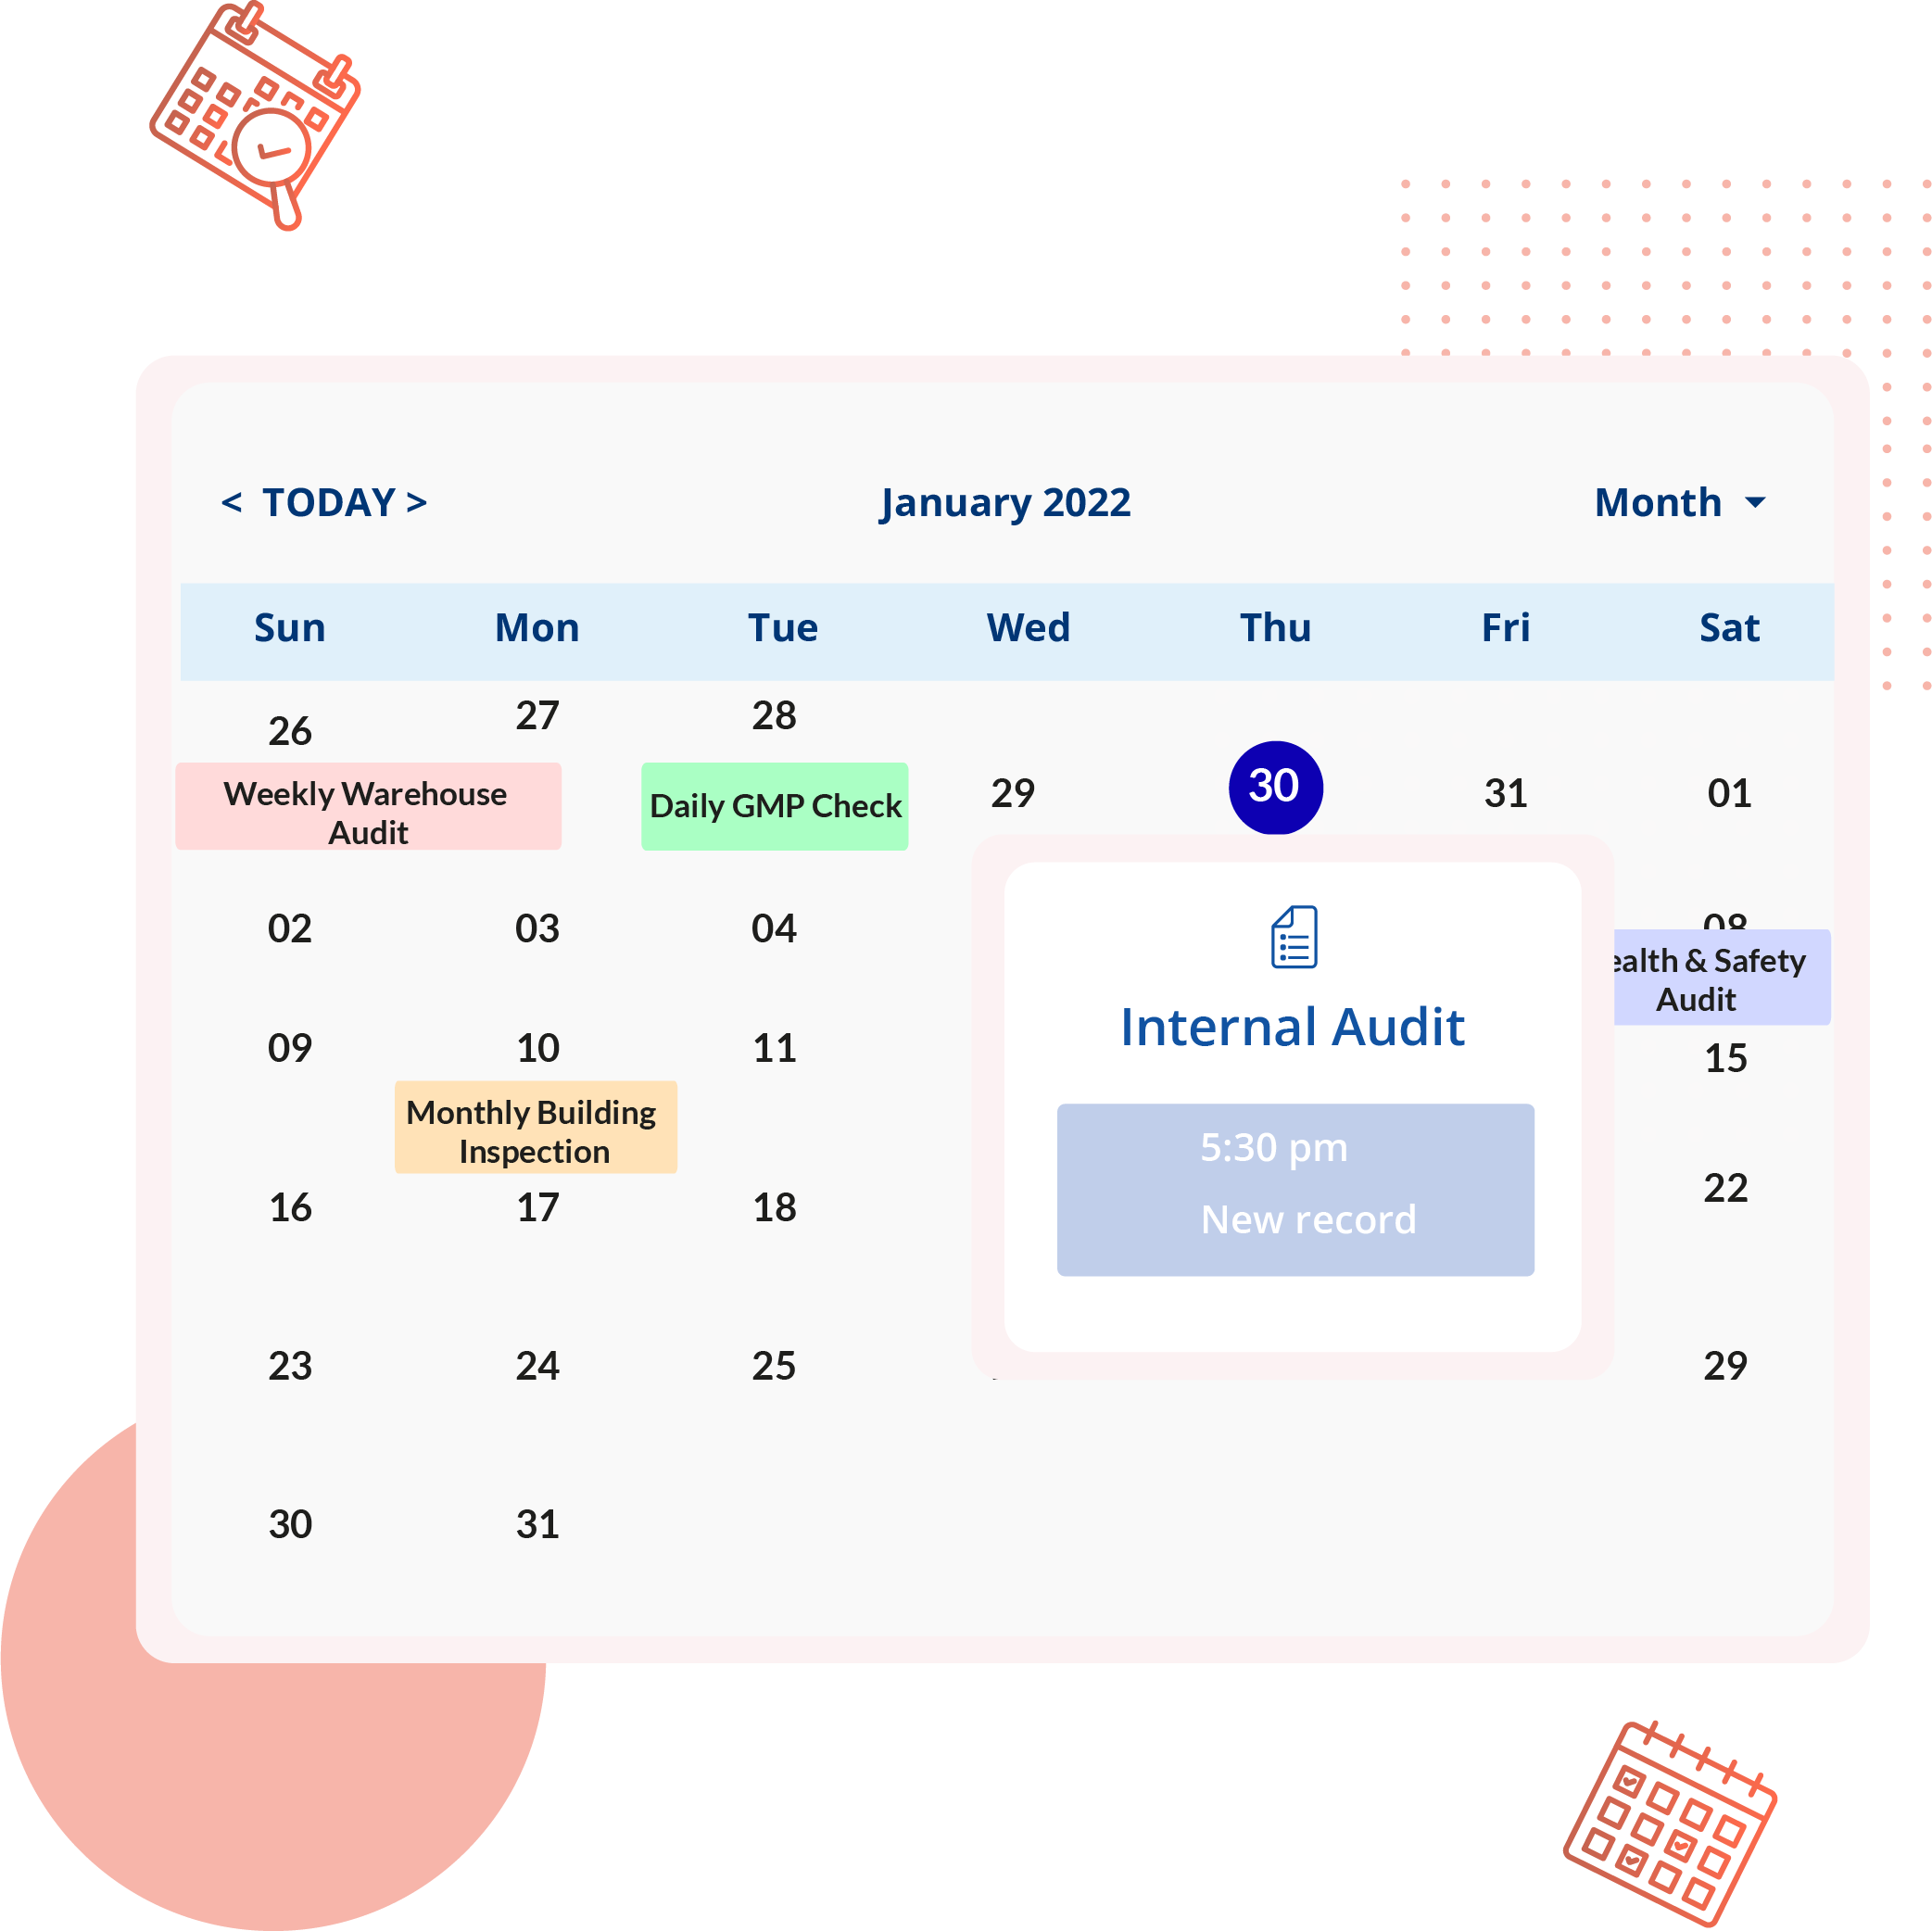 < TODAY >
January 2022
Month
Sun Mon Tue Wed Thu Fri Sat
26 27 28 29 30 31 01
Weekly Warehouse
Audit
Daily GMP Check
02 03 04 08
ealth & Safety
Audit
Internal Audit
5:30 pm
New record
09 10 11 15
Monthly Building
Inspection
16 17 18 22
23 24 25 29
30 31